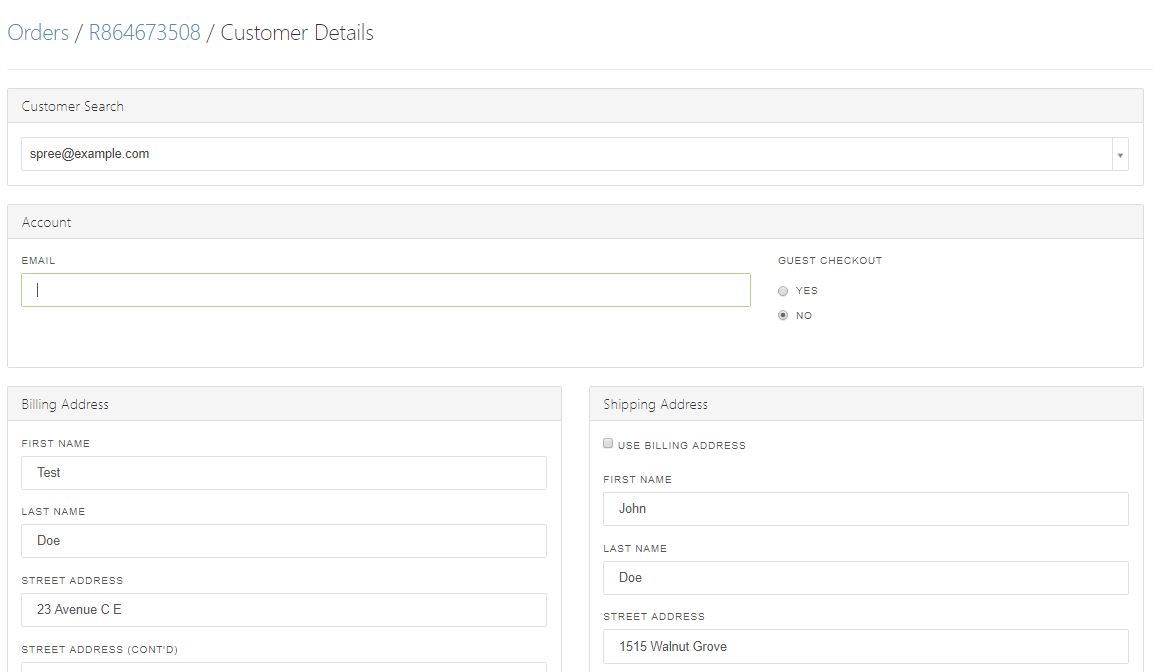 Orders / R864673508 / Customer Details
Customer Search
spree@example.com
Account
EMAIL
GUEST CHECKOUT
YES
NO
Billing Address
FIRST NAME
Test
LAST NAME
Doe
STREET ADDRESS
23 Avenue C E
STREET ADDRESS (CONT'D)
Shipping Address
USE BILLING ADDRESS
FIRST NAME
John
LAST NAME
Doe
STREET ADDRESS
1515 Walnut Grove